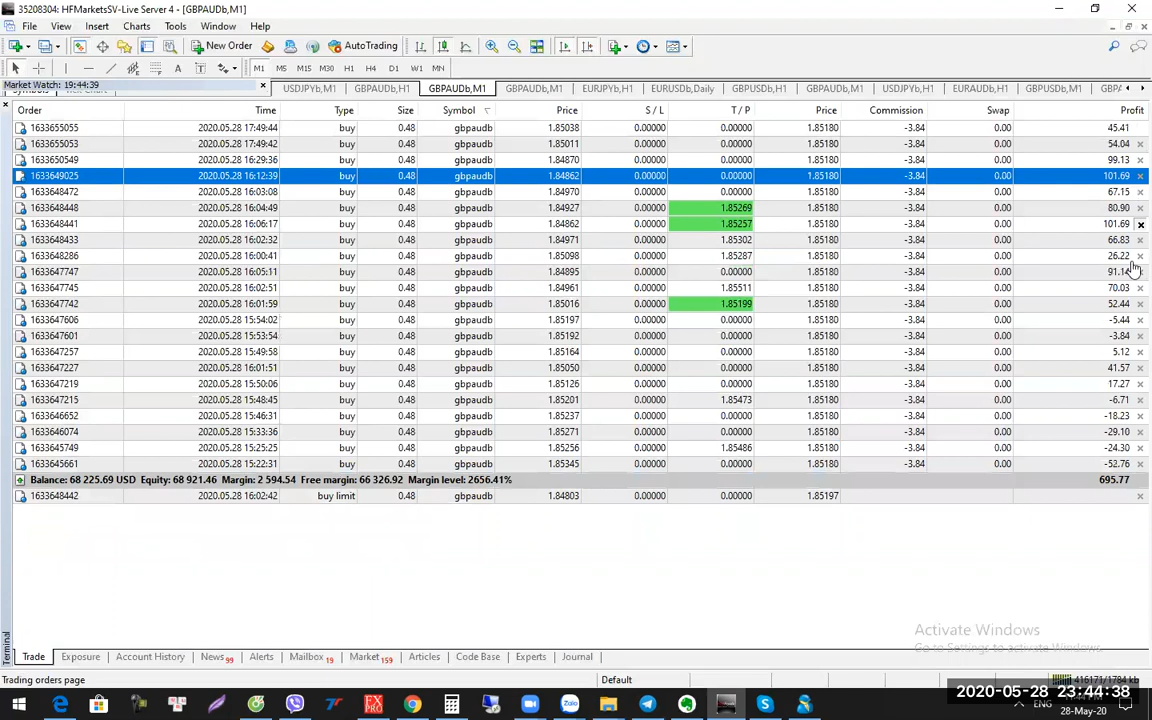 35208304: HFMarketsSV-Live Server 4 - [GBPAUDb,M1]
File View Insert Charts Tools Window Help
New Order AutoTrading
M1 M5 M15 M30 H1 H4 D1 W1 MN
Market Watch: 19:44:39
USDJPYb,M1 GBPAUDb,H1 GBPAUDb,M1 GBPAUDb,M1 EURJPYb,H1 EURUSDb,Daily GBPUSDb,H1 GBPAUDb,M1 USDJPYb,H1 EURAUDb,H1 GBPUSDb,M1
Order Time Type Size Symbol Price S / L T / P Price Commission Swap Profit
1633655055 2020.05.28 17:49:44 buy 0.48 gbpaudb 1.85038 0.00000 0.00000 1.85180 -3.84 0.00 45.41
1633655053 2020.05.28 17:49:42 buy 0.48 gbpaudb 1.85011 0.00000 0.00000 1.85180 -3.84 0.00 54.04
1633650549 2020.05.28 16:29:36 buy 0.48 gbpaudb 1.84870 0.00000 0.00000 1.85180 -3.84 0.00 99.13
1633649025 2020.05.28 16:12:39 buy 0.48 gbpaudb 1.84862 0.00000 0.00000 1.85180 -3.84 0.00 101.69
1633648472 2020.05.28 16:03:08 buy 0.48 gbpaudb 1.84970 0.00000 0.00000 1.85180 -3.84 0.00 67.15
1633648448 2020.05.28 16:04:49 buy 0.48 gbpaudb 1.84927 0.00000 1.85269 1.85180 -3.84 0.00 80.90
1633648441 2020.05.28 16:06:17 buy 0.48 gbpaudb 1.84862 0.00000 1.85257 1.85180 -3.84 0.00 101.69
1633648433 2020.05.28 16:02:32 buy 0.48 gbpaudb 1.84971 0.00000 1.85302 1.85180 -3.84 0.00 66.83
1633648286 2020.05.28 16:00:41 buy 0.48 gbpaudb 1.85098 0.00000 1.85287 1.85180 -3.84 0.00 26.22
1633647747 2020.05.28 16:05:11 buy 0.48 gbpaudb 1.84895 0.00000 0.00000 1.85180 -3.84 0.00 91.14
1633647745 2020.05.28 16:02:51 buy 0.48 gbpaudb 1.84961 0.00000 1.85511 1.85180 -3.84 0.00 70.03
1633647742 2020.05.28 16:01:59 buy 0.48 gbpaudb 1.85016 0.00000 1.85199 1.85180 -3.84 0.00 52.44
1633647606 2020.05.28 15:54:02 buy 0.48 gbpaudb 1.85197 0.00000 0.00000 1.85180 -3.84 0.00 -5.44
1633647601 2020.05.28 15:53:54 buy 0.48 gbpaudb 1.85192 0.00000 0.00000 1.85180 -3.84 0.00 -3.84
1633647257 2020.05.28 15:49:58 buy 0.48 gbpaudb 1.85164 0.00000 0.00000 1.85180 -3.84 0.00 5.12
1633647227 2020.05.28 16:01:51 buy 0.48 gbpaudb 1.85050 0.00000 0.00000 1.85180 -3.84 0.00 41.57
1633647219 2020.05.28 15:50:06 buy 0.48 gbpaudb 1.85126 0.00000 0.00000 1.85180 -3.84 0.00 17.27
1633647215 2020.05.28 15:48:45 buy 0.48 gbpaudb 1.85201 0.00000 1.85473 1.85180 -3.84 0.00 -6.71
1633646652 2020.05.28 15:46:31 buy 0.48 gbpaudb 1.85237 0.00000 0.00000 1.85180 -3.84 0.00 -18.23
1633646074 2020.05.28 15:33:36 buy 0.48 gbpaudb 1.85271 0.00000 0.00000 1.85180 -3.84 0.00 -29.10
1633645749 2020.05.28 15:25:25 buy 0.48 gbpaudb 1.85256 0.00000 1.85486 1.85180 -3.84 0.00 -24.30
1633645661 2020.05.28 15:22:31 buy 0.48 gbpaudb 1.85345 0.00000 0.00000 1.85180 -3.84 0.00 -52.76
Balance: 68 225.69 USD Equity: 68 921.46 Margin: 2 594.54 Free margin: 66 326.92 Margin level: 2656.41% 695.77
1633648442 2020.05.28 16:02:42 buy limit 0.48 gbpaudb 1.84803 0.00000 0.00000 1.85197
Activate Windows
Go to Settings to activate Windows.
Terminal
Trade Exposure Account History News 99 Alerts Mailbox 19 Market 159 Articles Code Base Experts Journal
Trading orders page Default 416171/1784 kb
FX PRO
2020-05-28 23:44:38
ENG
28-May-20